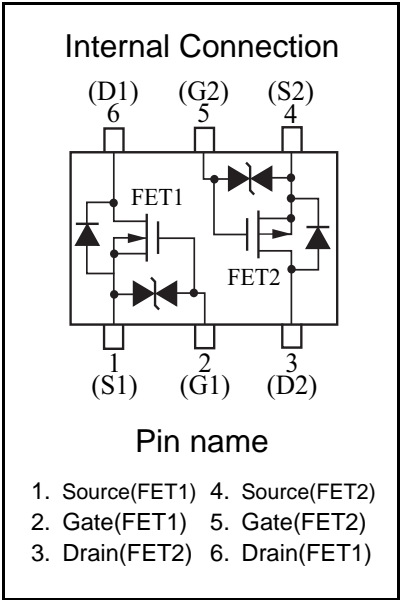 Internal Connection
(D1) (G2) (S2)
6 5 4
FET1
FET2
1 2 3
(S1) (G1) (D2)
Pin name
1. Source(FET1) 4. Source(FET2)
2. Gate(FET1) 5. Gate(FET2)
3. Drain(FET2) 6. Drain(FET1)